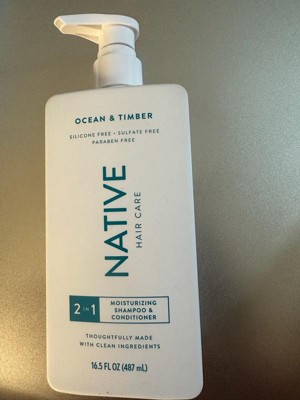 OCEAN & TIMBER
SILICONE FREE • SULFATE FREE
PARABEN FREE
NATIVE
HAIR CARE
2 IN 1
MOISTURIZING
SHAMPOO &
CONDITIONER
THOUGHTFULLY MADE
WITH CLEAN INGREDIENTS
16.5 FL OZ (487 mL)